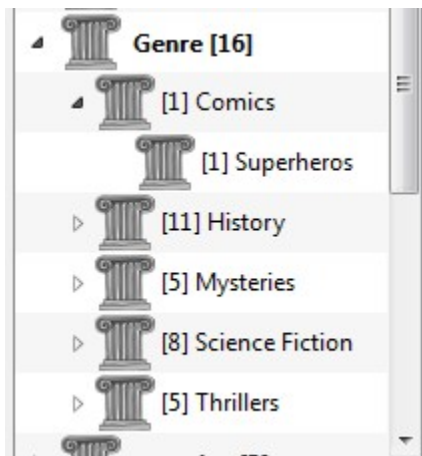 Genre [16]
[1] Comics
[1] Superheros
[11] History
[5] Mysteries
[8] Science Fiction
[5] Thrillers